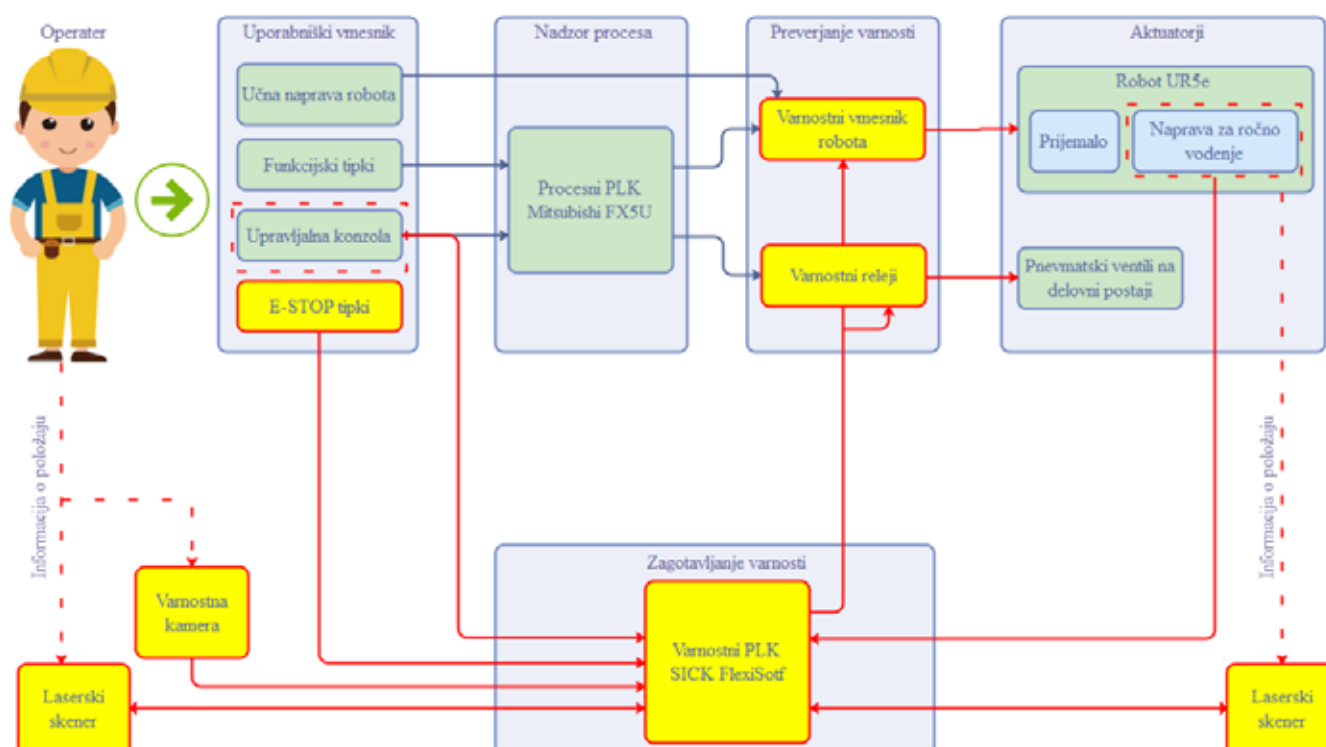 Operater
Uporabniški vmesnik
Nadzor procesa
Preverjanje varnosti
Aktuatorji
Učna naprava robota
Funkcijski tipki
Upravljalna konzola
E-STOP tipki
Procesni PLK
Mitsubishi FX5U
Varnostni vmesnik
robota
Varnostni releji
Robot UR5e
Prijemalo
Naprava za ročno
vodenje
Pnevmatski ventili na
delovni postaji
Informacija o položaju
Informacija o položaju
Varnostna
kamera
Laserski
skener
Zagotavljanje varnosti
Varnostni PLK
SICK FlexiSotf
Laserski
skener